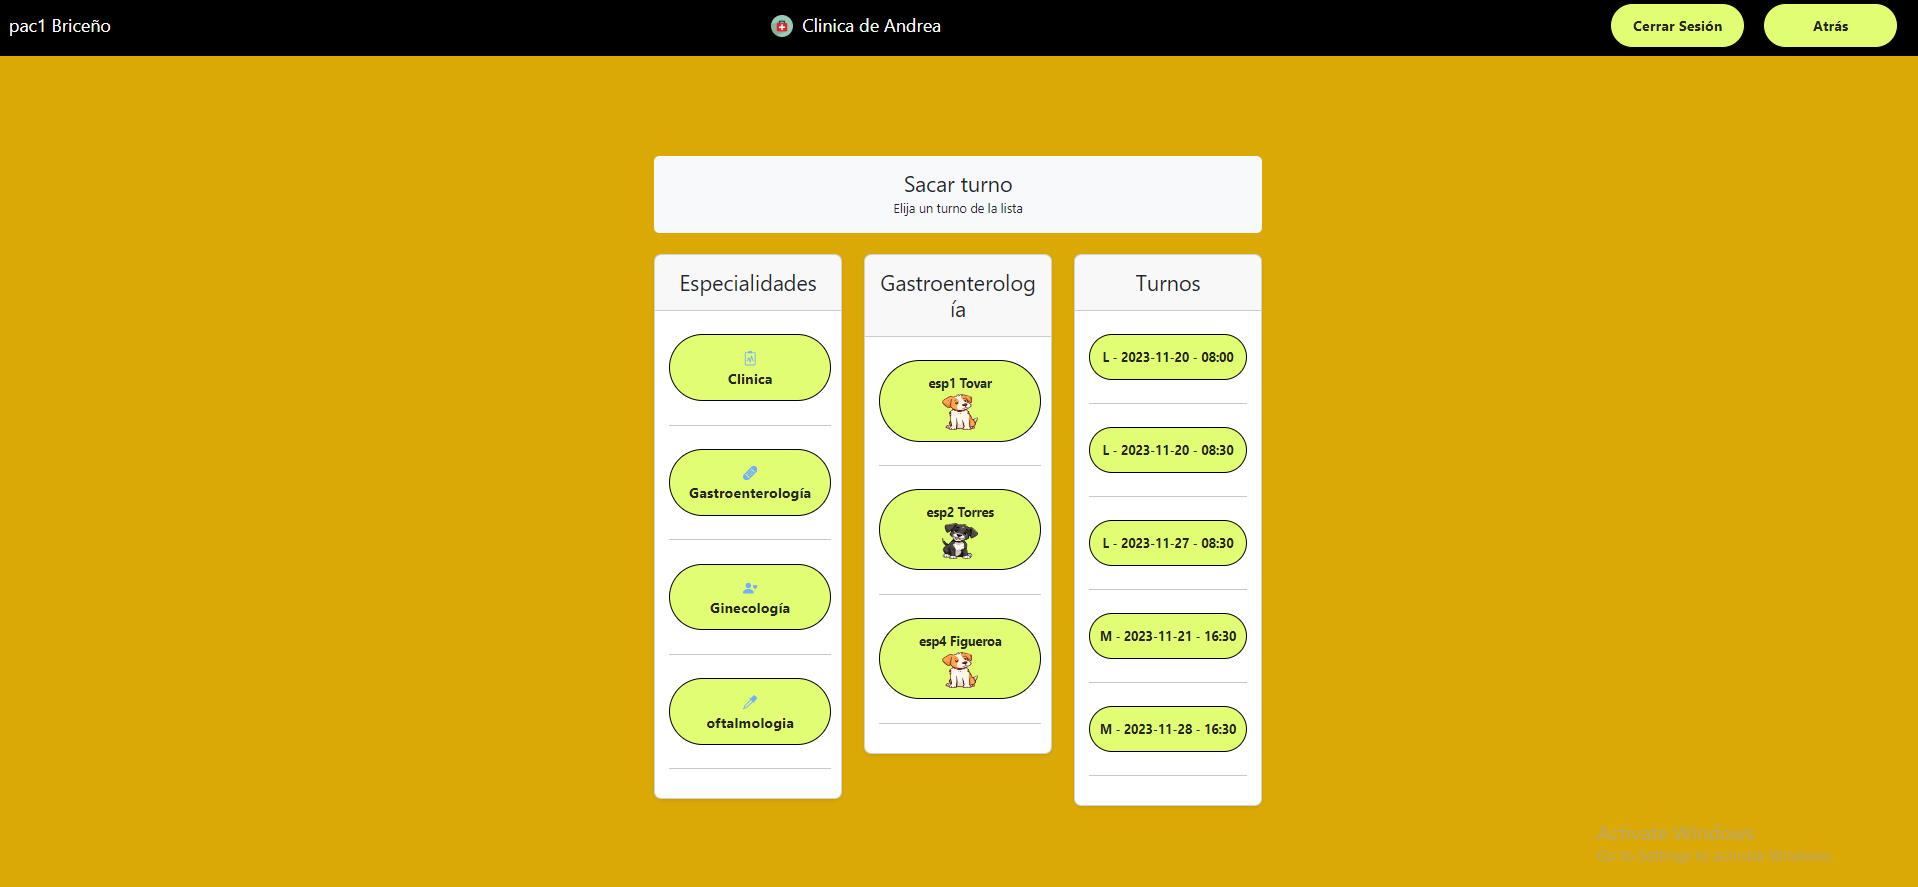 pac1 Briceño
Clinica de Andrea
Cerrar Sesión
Atrás
Sacar turno
Elija un turno de la lista
Especialidades
Clinica
Gastroenterología
Ginecología
oftalmologia
Gastroenterolog
ía
esp1 Tovar
esp2 Torres
esp4 Figueroa
Turnos
L - 2023-11-20 - 08:00
L - 2023-11-20 - 08:30
L - 2023-11-27 - 08:30
M - 2023-11-21 - 16:30
M - 2023-11-28 - 16:30
Activate Windows
Go to Settings to activate Windows.